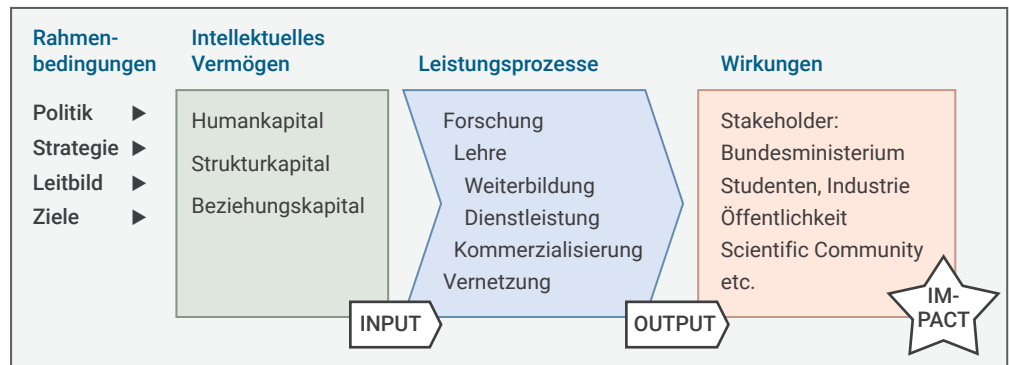 Rahmen-
bedingungen
Politik
Strategie
Leitbild
Ziele
Intellektuelles
Vermögen
Humankapital
Strukturkapital
Beziehungskapital
INPUT
Leistungsprozesse
Forschung
Lehre
Weiterbildung
Dienstleistung
Kommerzialisierung
Vernetzung
OUTPUT
Wirkungen
Stakeholder:
Bundesministerium
Studenten, Industrie
Öffentlichkeit
Scientific Community
etc.
IM-
PACT